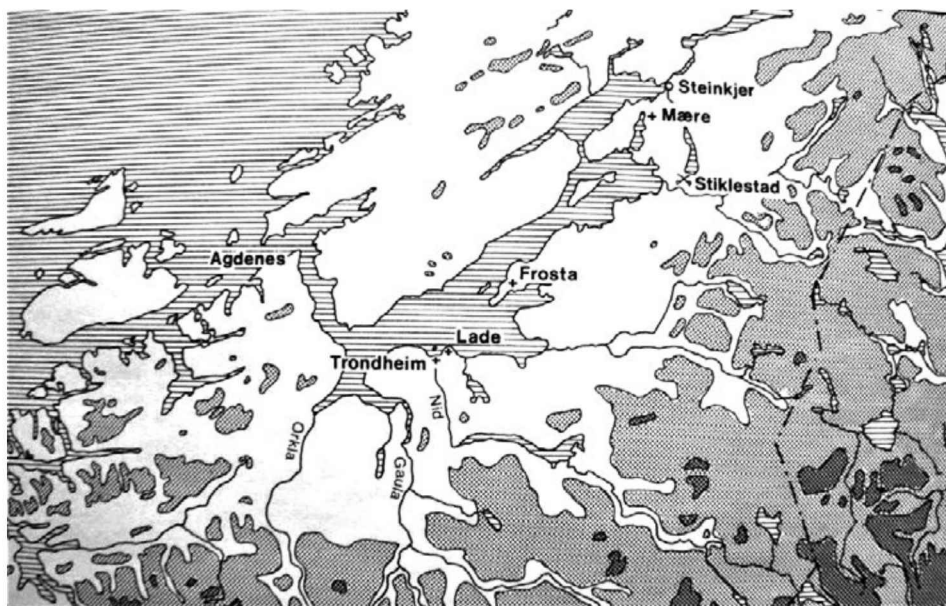 Steinkjer
Mære
Stiklestad
Agdenes
Frosta
Lade
Trondheim
Nid
Orkla
Gaula